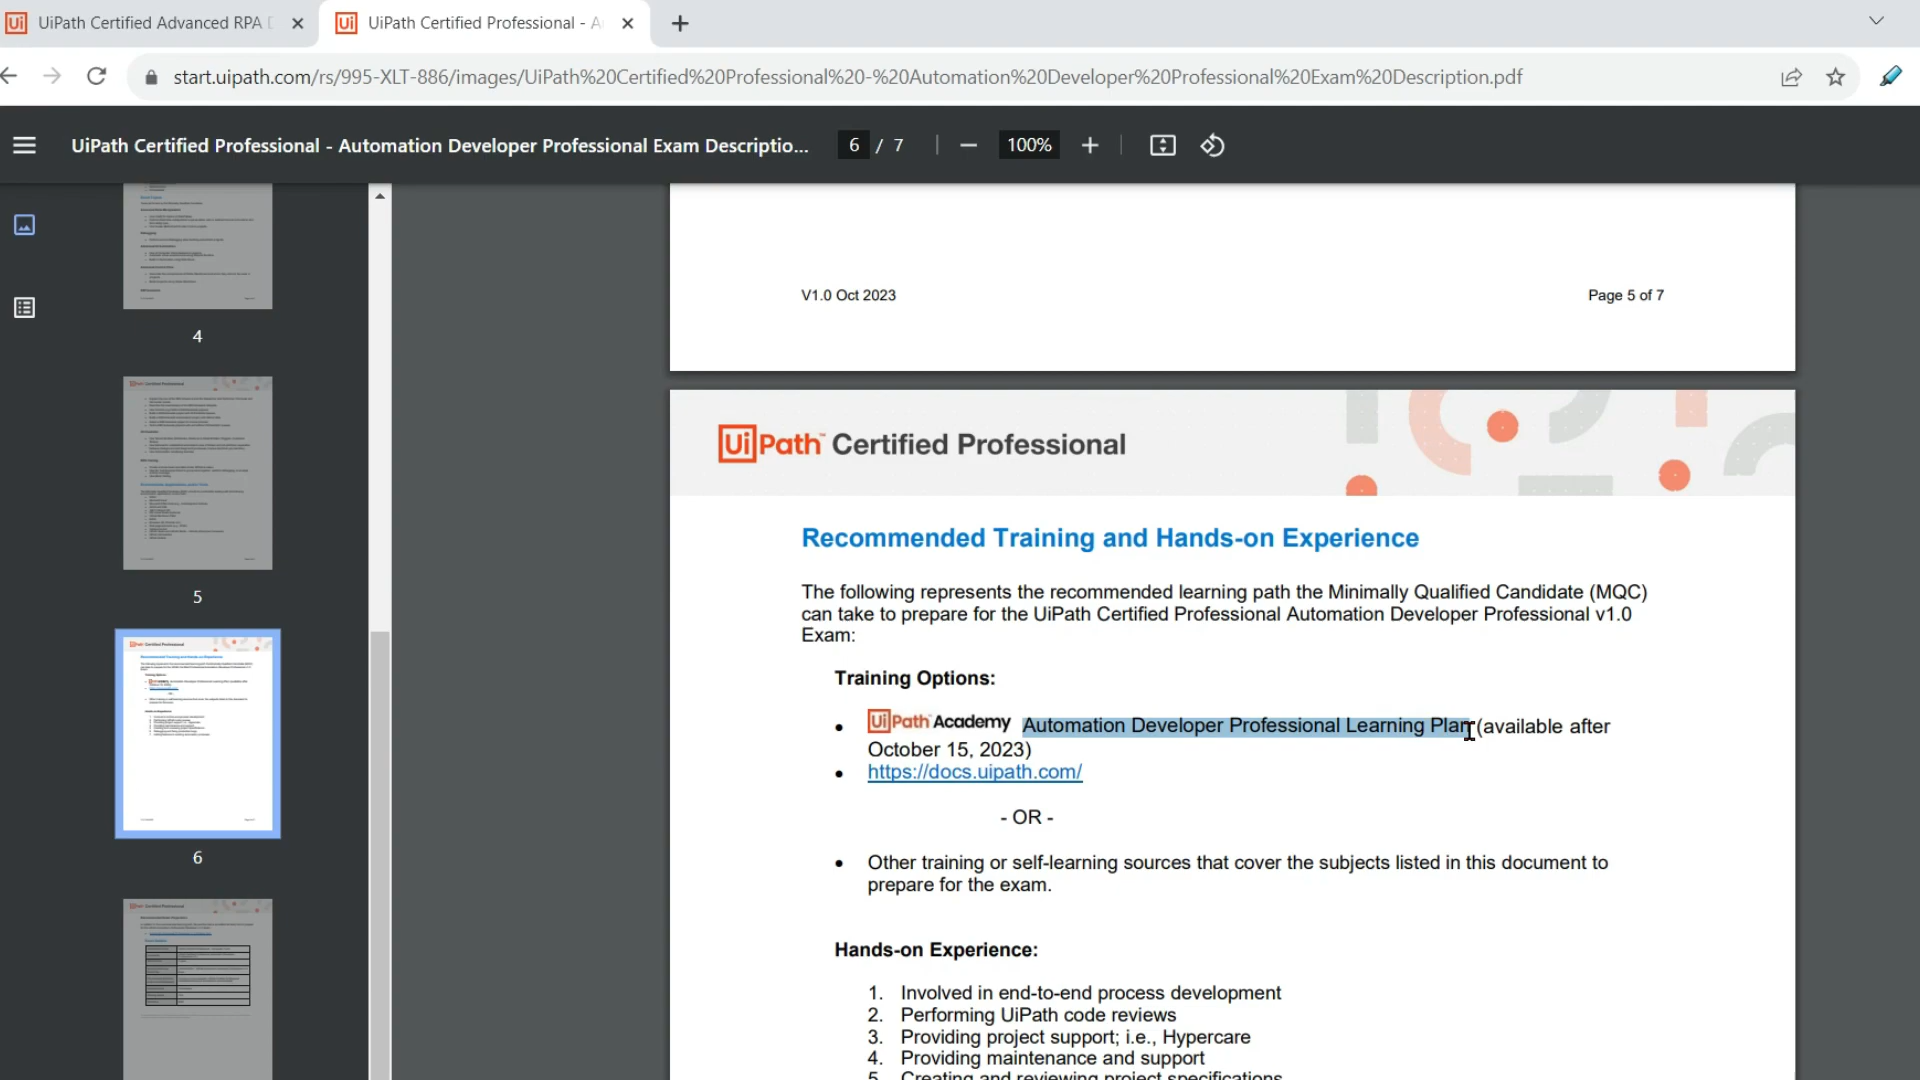 UiPath Certified Advanced RPA D
UiPath Certified Professional - A
start.uipath.com/rs/995-XLT-886/images/UiPath%20Certified%20Professional%20-%20Automation%20Developer%20Professional%20Exam%20Description.pdf
UiPath Certified Professional - Automation Developer Professional Exam Descriptio...
6 / 7
100%
4
5
6
V1.0 Oct 2023
Page 5 of 7
UiPath™ Certified Professional
Recommended Training and Hands-on Experience
The following represents the recommended learning path the Minimally Qualified Candidate (MQC)
can take to prepare for the UiPath Certified Professional Automation Developer Professional v1.0
Exam:
Training Options:
• UiPath Academy Automation Developer Professional Learning Plan (available after
October 15, 2023)
• https://docs.uipath.com/
- OR -
• Other training or self-learning sources that cover the subjects listed in this document to
prepare for the exam.
Hands-on Experience:
1. Involved in end-to-end process development
2. Performing UiPath code reviews
3. Providing project support; i.e., Hypercare
4. Providing maintenance and support
5. Creating and reviewing project specifications